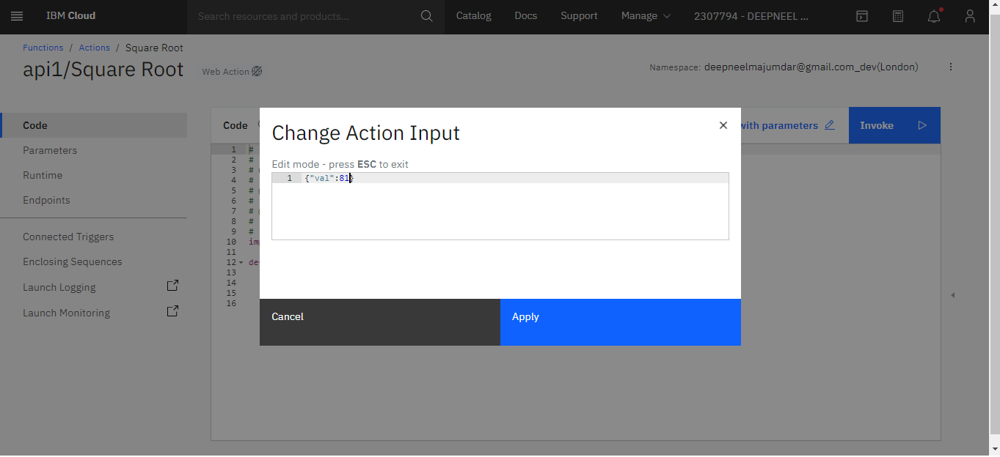 IBM Cloud
Search resources and products...
Catalog
Docs
Support
Manage
2307794 - DEEPNEEL ...
Functions / Actions / Square Root
api1/Square Root
Web Action
Namespace: deepneelmajumdar@gmail.com_dev(London)
Code
Parameters
Runtime
Endpoints
Connected Triggers
Enclosing Sequences
Launch Logging
Launch Monitoring
Code
with parameters
Invoke
1 #
2 #
3 #
4 #
5 #
6 #
7 #
8 #
9 #
10
11
12
13
14
15
16
Change Action Input
Edit mode - press ESC to exit
1 {"val":81}
Cancel
Apply